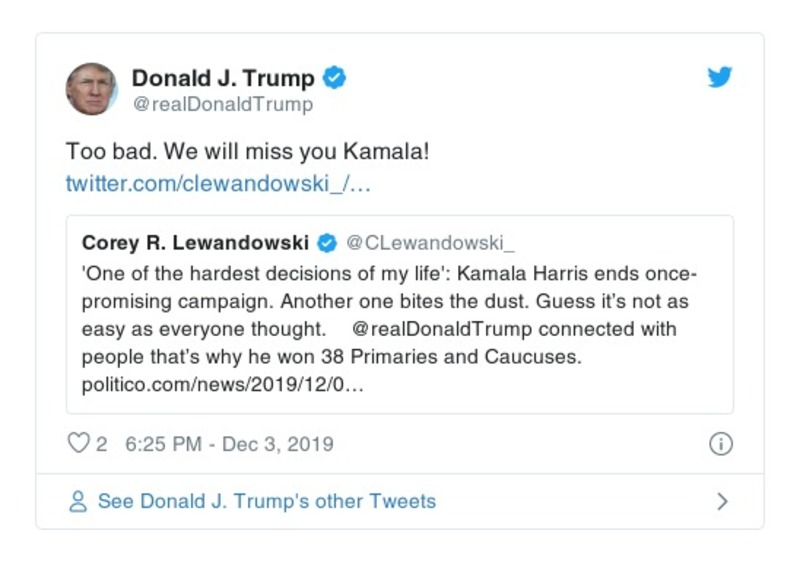 Donald J. Trump
@realDonaldTrump
Too bad. We will miss you Kamala!
twitter.com/clewandowski_/…
Corey R. Lewandowski @CLewandowski_
'One of the hardest decisions of my life': Kamala Harris ends once-
promising campaign. Another one bites the dust. Guess it’s not as
easy as everyone thought. @realDonaldTrump connected with
people that’s why he won 38 Primaries and Caucuses.
politico.com/news/2019/12/0…
2 6:25 PM - Dec 3, 2019
See Donald J. Trump's other Tweets